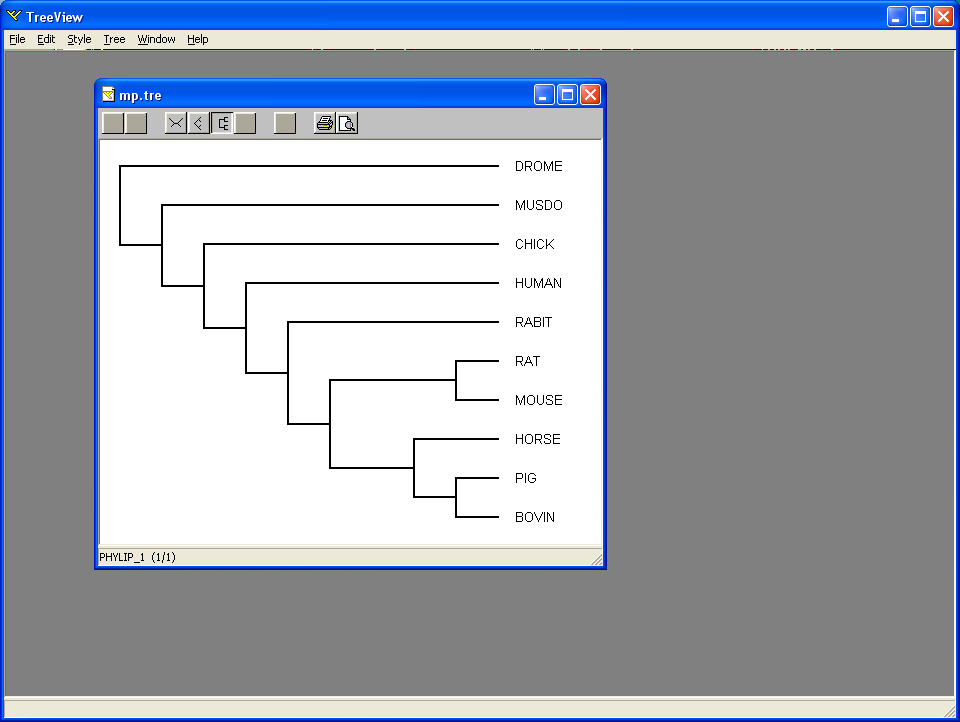 TreeView
File Edit Style Tree Window Help
mp.tre
DROME
MUSDO
CHICK
HUMAN
RABIT
RAT
MOUSE
HORSE
PIG
BOVIN
PHYLIP_1 (1/1)